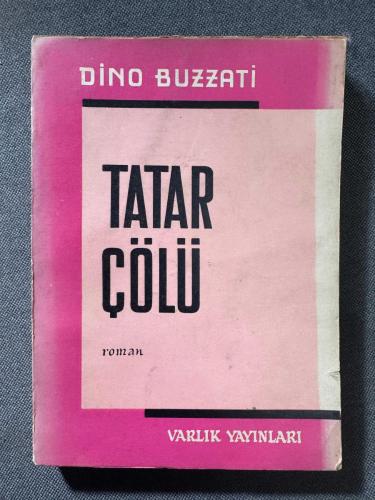 DİNO BUZZATİ
TATAR
ÇÖLÜ
roman
VARLIK YAYINLARI